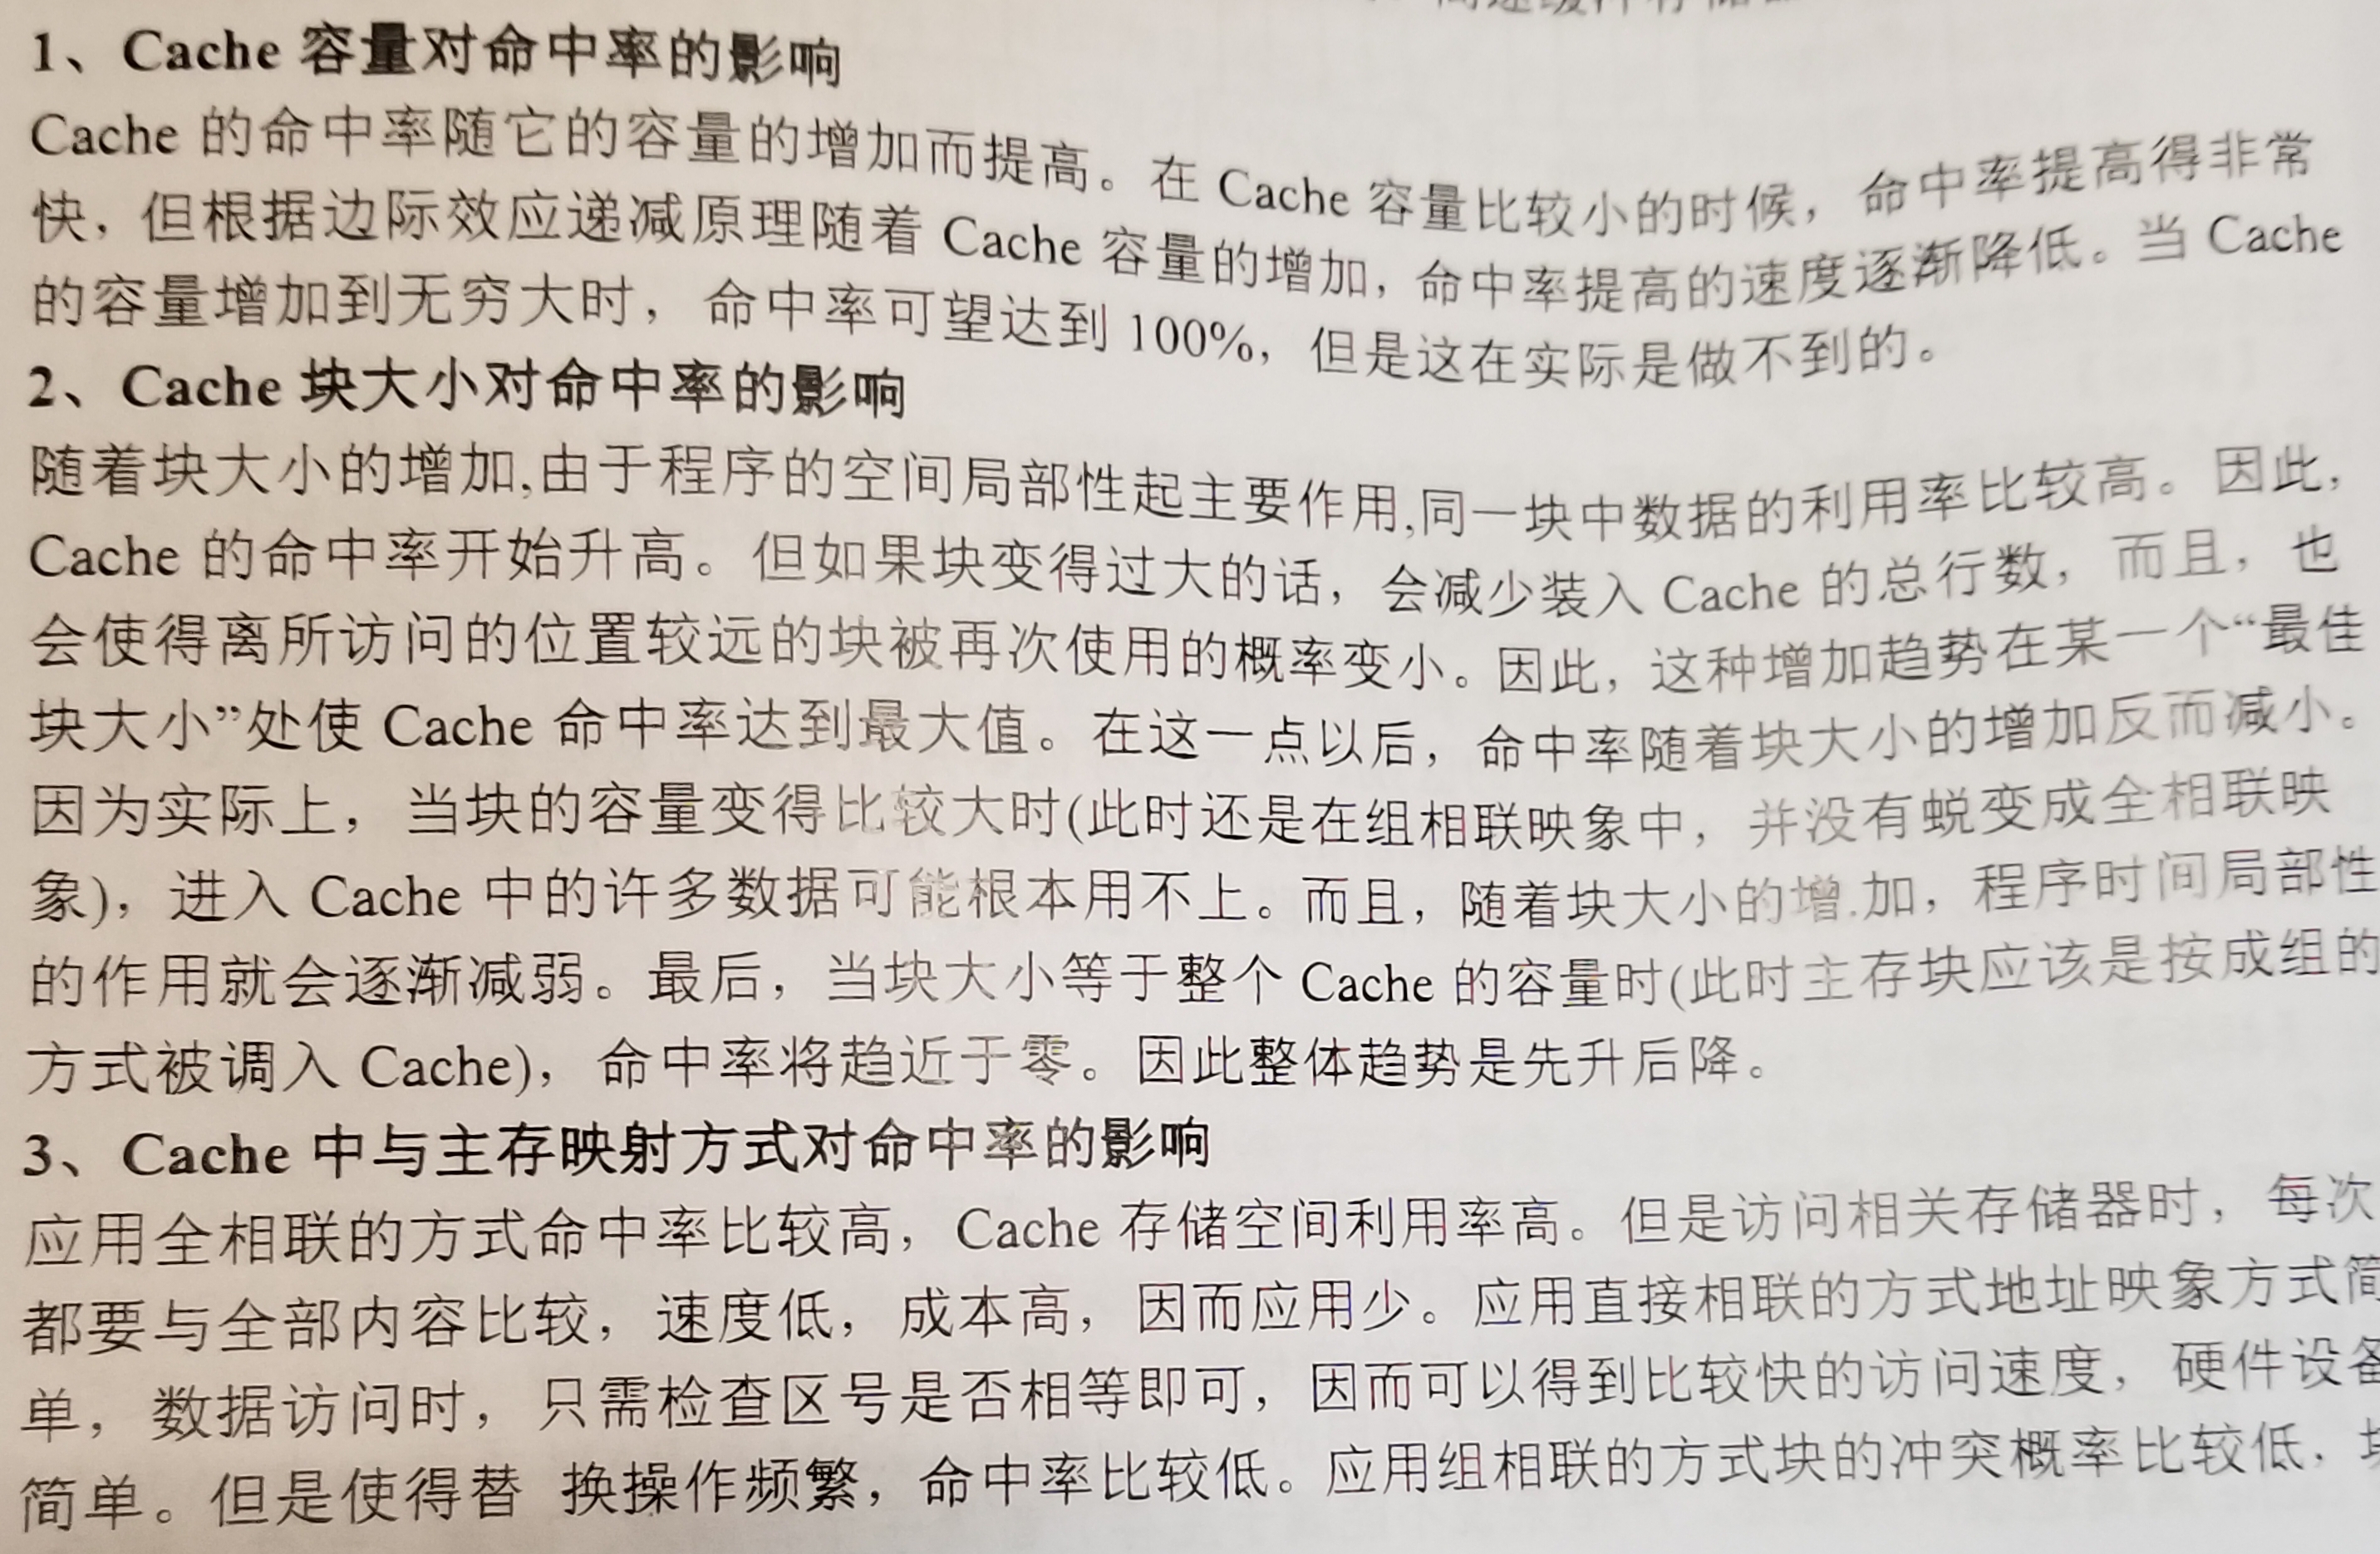 1、Cache 容量对命中率的影响
Cache 的命中率随它的容量的增加而提高。在 Cache 容量比较小的时候，命中率提高得非常
快，但根据边际效应递减原理随着 Cache 容量的增加，命中率提高的速度逐渐降低。当 Cache
的容量增加到无穷大时，命中率可望达到 100%，但是这在实际是做不到的。
2、Cache 块大小对命中率的影响
随着块大小的增加,由于程序的空间局部性起主要作用,同一块中数据的利用率比较高。因此，
Cache 的命中率开始升高。但如果块变得过大的话，会减少装入 Cache 的总行数，而且，也
会使得离所访问的位置较远的块被再次使用的概率变小。因此，这种增加趋势在某一个“最佳
块大小”处使 Cache 命中率达到最大值。在这一点以后，命中率随着块大小的增加反而减小。
因为实际上，当块的容量变得比较大时(此时还是在组相联映象中，并没有蜕变成全相联映
象)，进入 Cache 中的许多数据可能根本用不上。而且，随着块大小的增.加，程序时间局部性
的作用就会逐渐减弱。最后，当块大小等于整个 Cache 的容量时(此时主存块应该是按成组的
方式被调入 Cache)，命中率将趋近于零。因此整体趋势是先升后降。
3、Cache 中与主存映射方式对命中率的影响
应用全相联的方式命中率比较高，Cache 存储空间利用率高。但是访问相关存储器时，每次
都要与全部内容比较，速度低，成本高，因而应用少。应用直接相联的方式地址映象方式简
单，数据访问时，只需检查区号是否相等即可，因而可以得到比较快的访问速度，硬件设备
简单。但是使得替 换操作频繁，命中率比较低。应用组相联的方式块的冲突概率比较低，